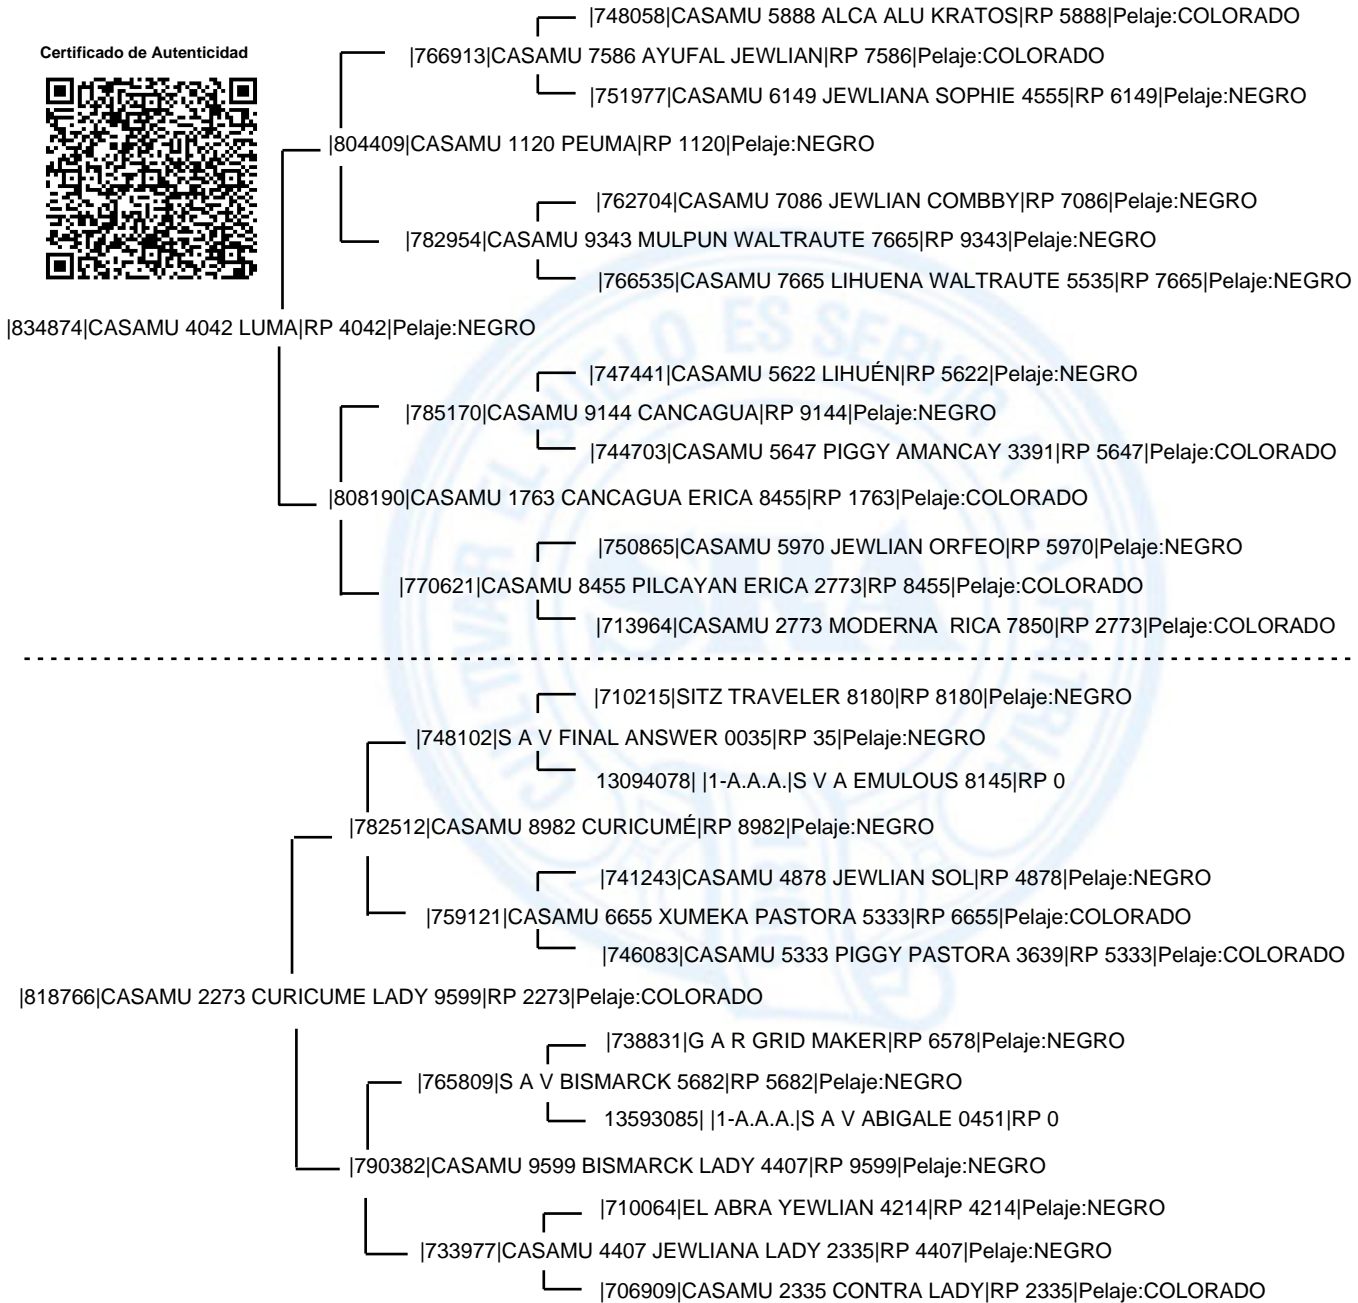 |748058|CASAMU 5888 ALCA ALU KRATOS|RP 5888|Pelaje:COLORADO
Certificado de Autenticidad
|766913|CASAMU 7586 AYUFAL JEWLIAN|RP 7586|Pelaje:COLORADO
|751977|CASAMU 6149 JEWLIANA SOPHIE 4555|RP 6149|Pelaje:NEGRO
|804409|CASAMU 1120 PEUMA|RP 1120|Pelaje:NEGRO
|762704|CASAMU 7086 JEWLIAN COMBBY|RP 7086|Pelaje:NEGRO
|782954|CASAMU 9343 MULPUN WALTRAUTE 7665|RP 9343|Pelaje:NEGRO
|766535|CASAMU 7665 LIHUENA WALTRAUTE 5535|RP 7665|Pelaje:NEGRO
|834874|CASAMU 4042 LUMA|RP 4042|Pelaje:NEGRO
|747441|CASAMU 5622 LIHUÉN|RP 5622|Pelaje:NEGRO
|785170|CASAMU 9144 CANCAGUA|RP 9144|Pelaje:NEGRO
|744703|CASAMU 5647 PIGGY AMANCAY 3391|RP 5647|Pelaje:COLORADO
|808190|CASAMU 1763 CANCAGUA ERICA 8455|RP 1763|Pelaje:COLORADO
|750865|CASAMU 5970 JEWLIAN ORFEO|RP 5970|Pelaje:NEGRO
|770621|CASAMU 8455 PILCAYAN ERICA 2773|RP 8455|Pelaje:COLORADO
|713964|CASAMU 2773 MODERNA  RICA 7850|RP 2773|Pelaje:COLORADO
|710215|SITZ TRAVELER 8180|RP 8180|Pelaje:NEGRO
|748102|S A V FINAL ANSWER 0035|RP 35|Pelaje:NEGRO
13094078| |1-A.A.A.|S V A EMULOUS 8145|RP 0
|782512|CASAMU 8982 CURICUMÉ|RP 8982|Pelaje:NEGRO
|741243|CASAMU 4878 JEWLIAN SOL|RP 4878|Pelaje:NEGRO
|759121|CASAMU 6655 XUMEKA PASTORA 5333|RP 6655|Pelaje:COLORADO
|746083|CASAMU 5333 PIGGY PASTORA 3639|RP 5333|Pelaje:COLORADO
|818766|CASAMU 2273 CURICUME LADY 9599|RP 2273|Pelaje:COLORADO
|738831|G A R GRID MAKER|RP 6578|Pelaje:NEGRO
|765809|S A V BISMARCK 5682|RP 5682|Pelaje:NEGRO
13593085| |1-A.A.A.|S A V ABIGALE 0451|RP 0
|790382|CASAMU 9599 BISMARCK LADY 4407|RP 9599|Pelaje:NEGRO
|710064|EL ABRA YEWLIAN 4214|RP 4214|Pelaje:NEGRO
|733977|CASAMU 4407 JEWLIANA LADY 2335|RP 4407|Pelaje:NEGRO
|706909|CASAMU 2335 CONTRA LADY|RP 2335|Pelaje:COLORADO
CULTIVAR EL SUELO ES SERVIR A LA PATRIA
SRA